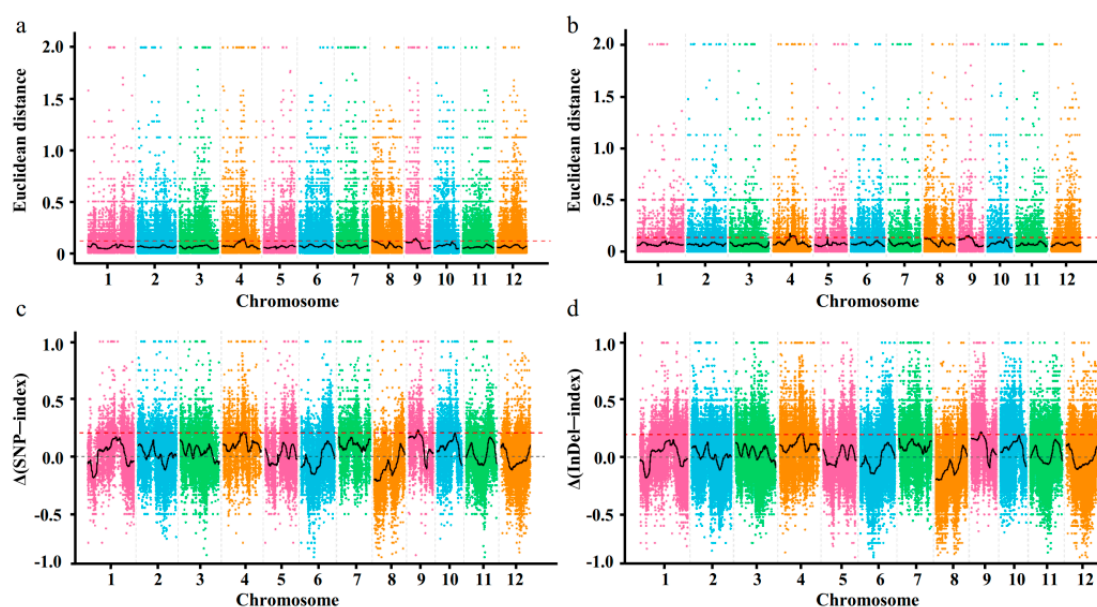 a
2.0
1.5
1.0
0.5
0
Euclidean distance
1 2 3 4 5 6 7 8 9 10 11 12
Chromosome
b
2.0
1.5
1.0
0.5
0
Euclidean distance
1 2 3 4 5 6 7 8 9 10 11 12
Chromosome
c
1.0
0.5
0.0
-0.5
-1.0
Δ(SNP–index)
1 2 3 4 5 6 7 8 9 10 11 12
Chromosome
d
1.0
0.5
0.0
-0.5
-1.0
Δ(InDel–index)
1 2 3 4 5 6 7 8 9 10 11 12
Chromosome